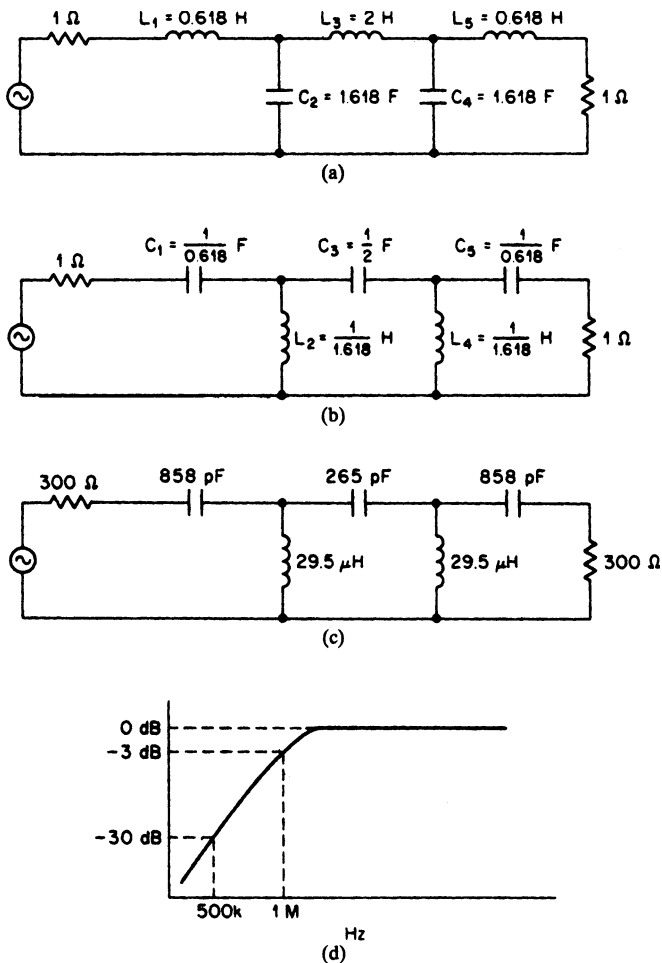 1 Ω L₁ = 0.618 H L₃ = 2 H L₅ = 0.618 H
C₂ = 1.618 F C₄ = 1.618 F 1 Ω
(a)
1 Ω C₁ = 1/0.618 F C₃ = 1/2 F C₅ = 1/0.618 F
L₂ = 1/1.618 H L₄ = 1/1.618 H 1 Ω
(b)
300 Ω 858 pF 265 pF 858 pF
29.5 μH 29.5 μH 300 Ω
(c)
0 dB
−3 dB
−30 dB
500k 1 M
Hz
(d)